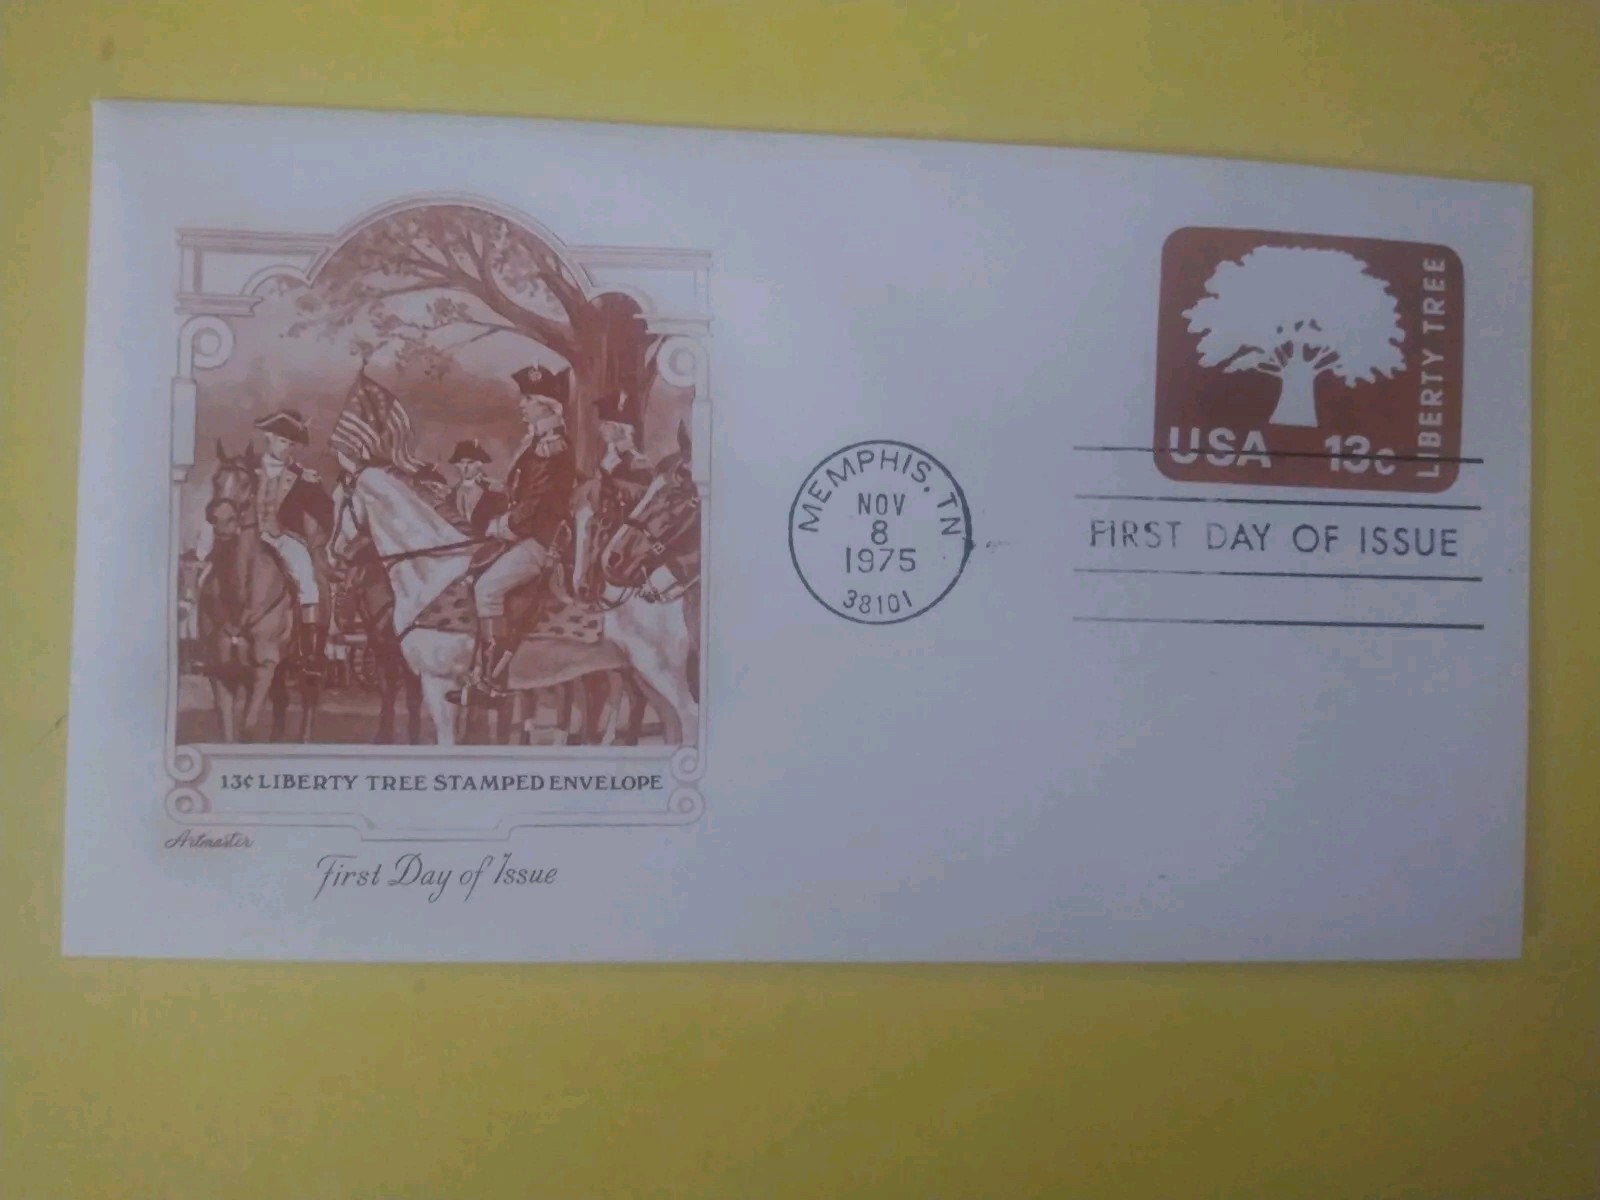 USA 13c
LIBERTY TREE
MEMPHIS, TN
NOV
8
1975
38101
FIRST DAY OF ISSUE
13¢ LIBERTY TREE STAMPED ENVELOPE
Artmaster
First Day of Issue